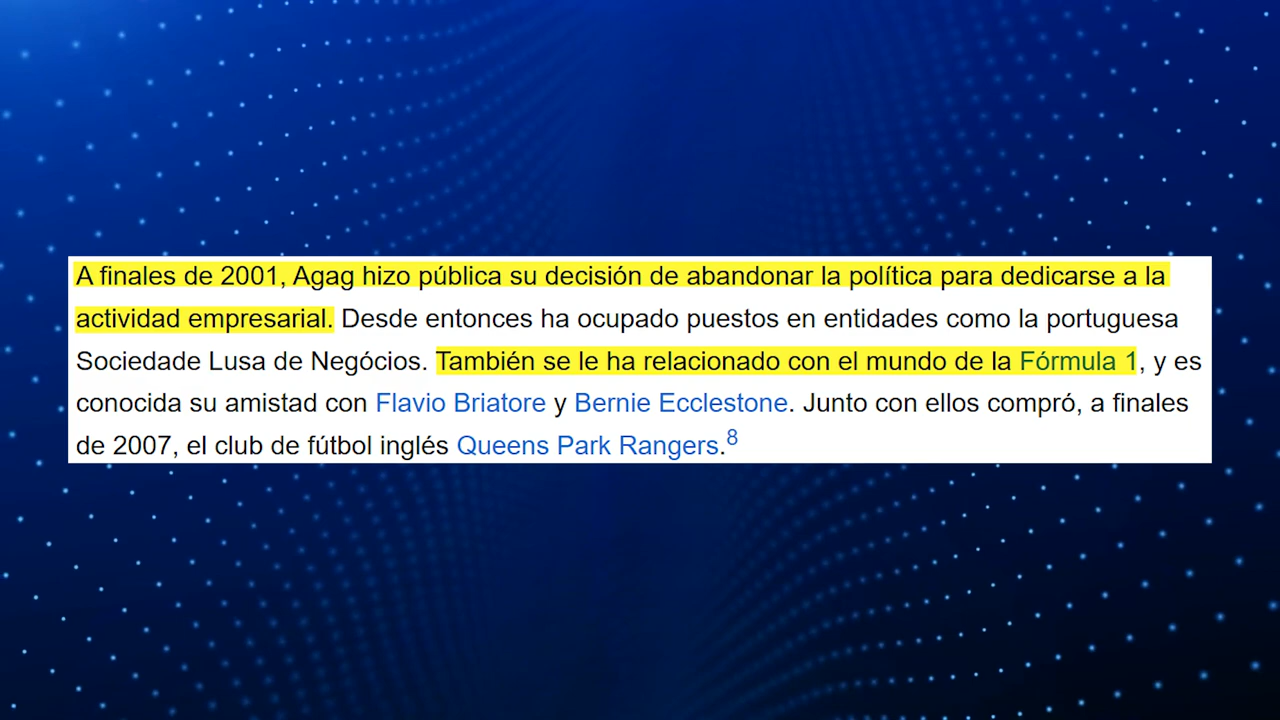 A finales de 2001, Agag hizo pública su decisión de abandonar la política para dedicarse a la
actividad empresarial. Desde entonces ha ocupado puestos en entidades como la portuguesa
Sociedade Lusa de Negócios. También se le ha relacionado con el mundo de la Fórmula 1, y es
conocida su amistad con Flavio Briatore y Bernie Ecclestone. Junto con ellos compró, a finales
de 2007, el club de fútbol inglés Queens Park Rangers.8